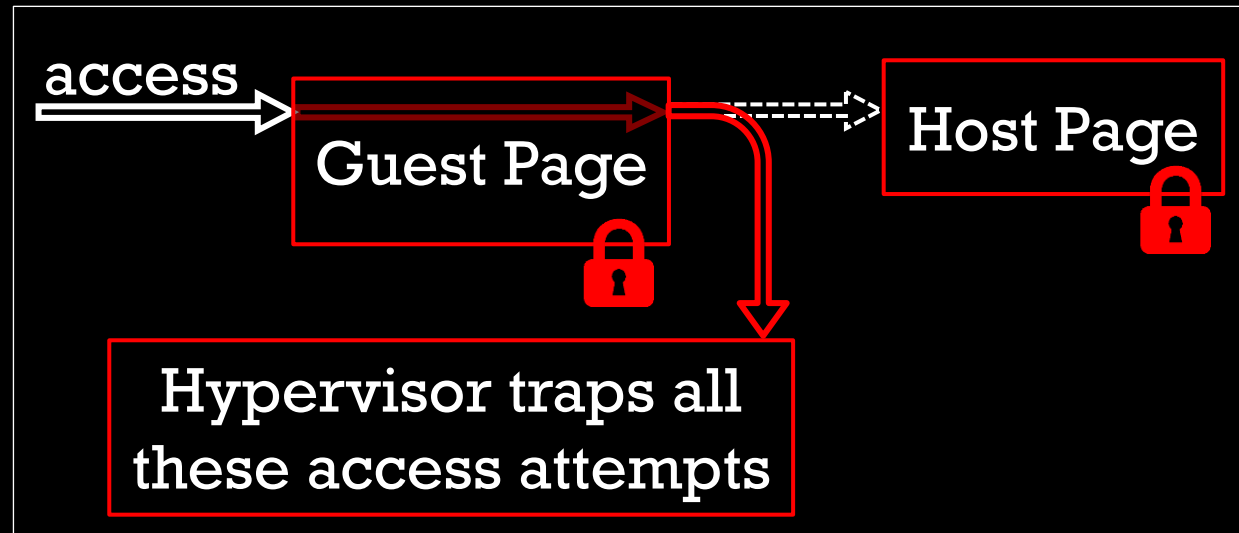 access
Guest Page
Host Page
Hypervisor traps all
these access attempts